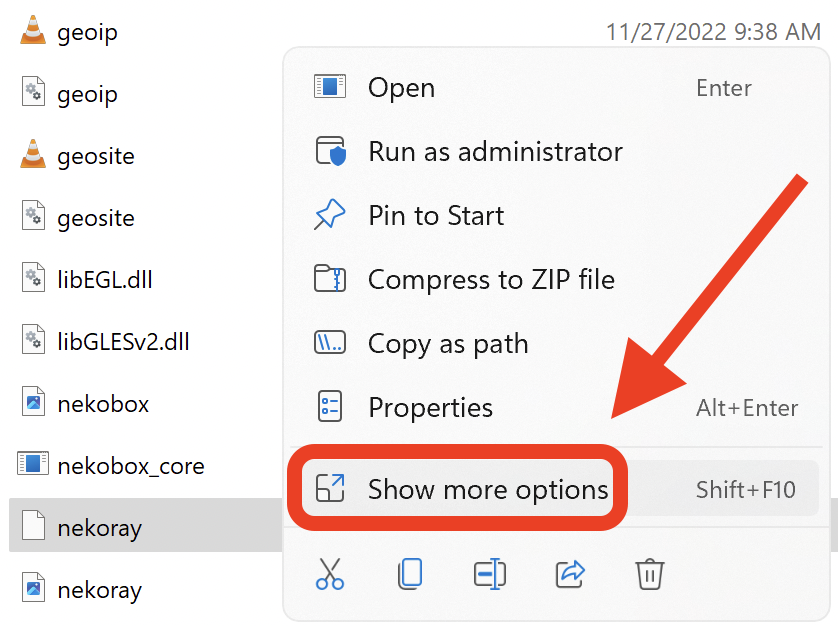 geoip
11/27/2022 9:38 AM
geoip
geosite
geosite
libEGL.dll
libGLESv2.dll
nekobox
nekobox_core
nekoray
nekoray
Open Enter
Run as administrator
Pin to Start
Compress to ZIP file
Copy as path
Properties Alt+Enter
Show more options Shift+F10